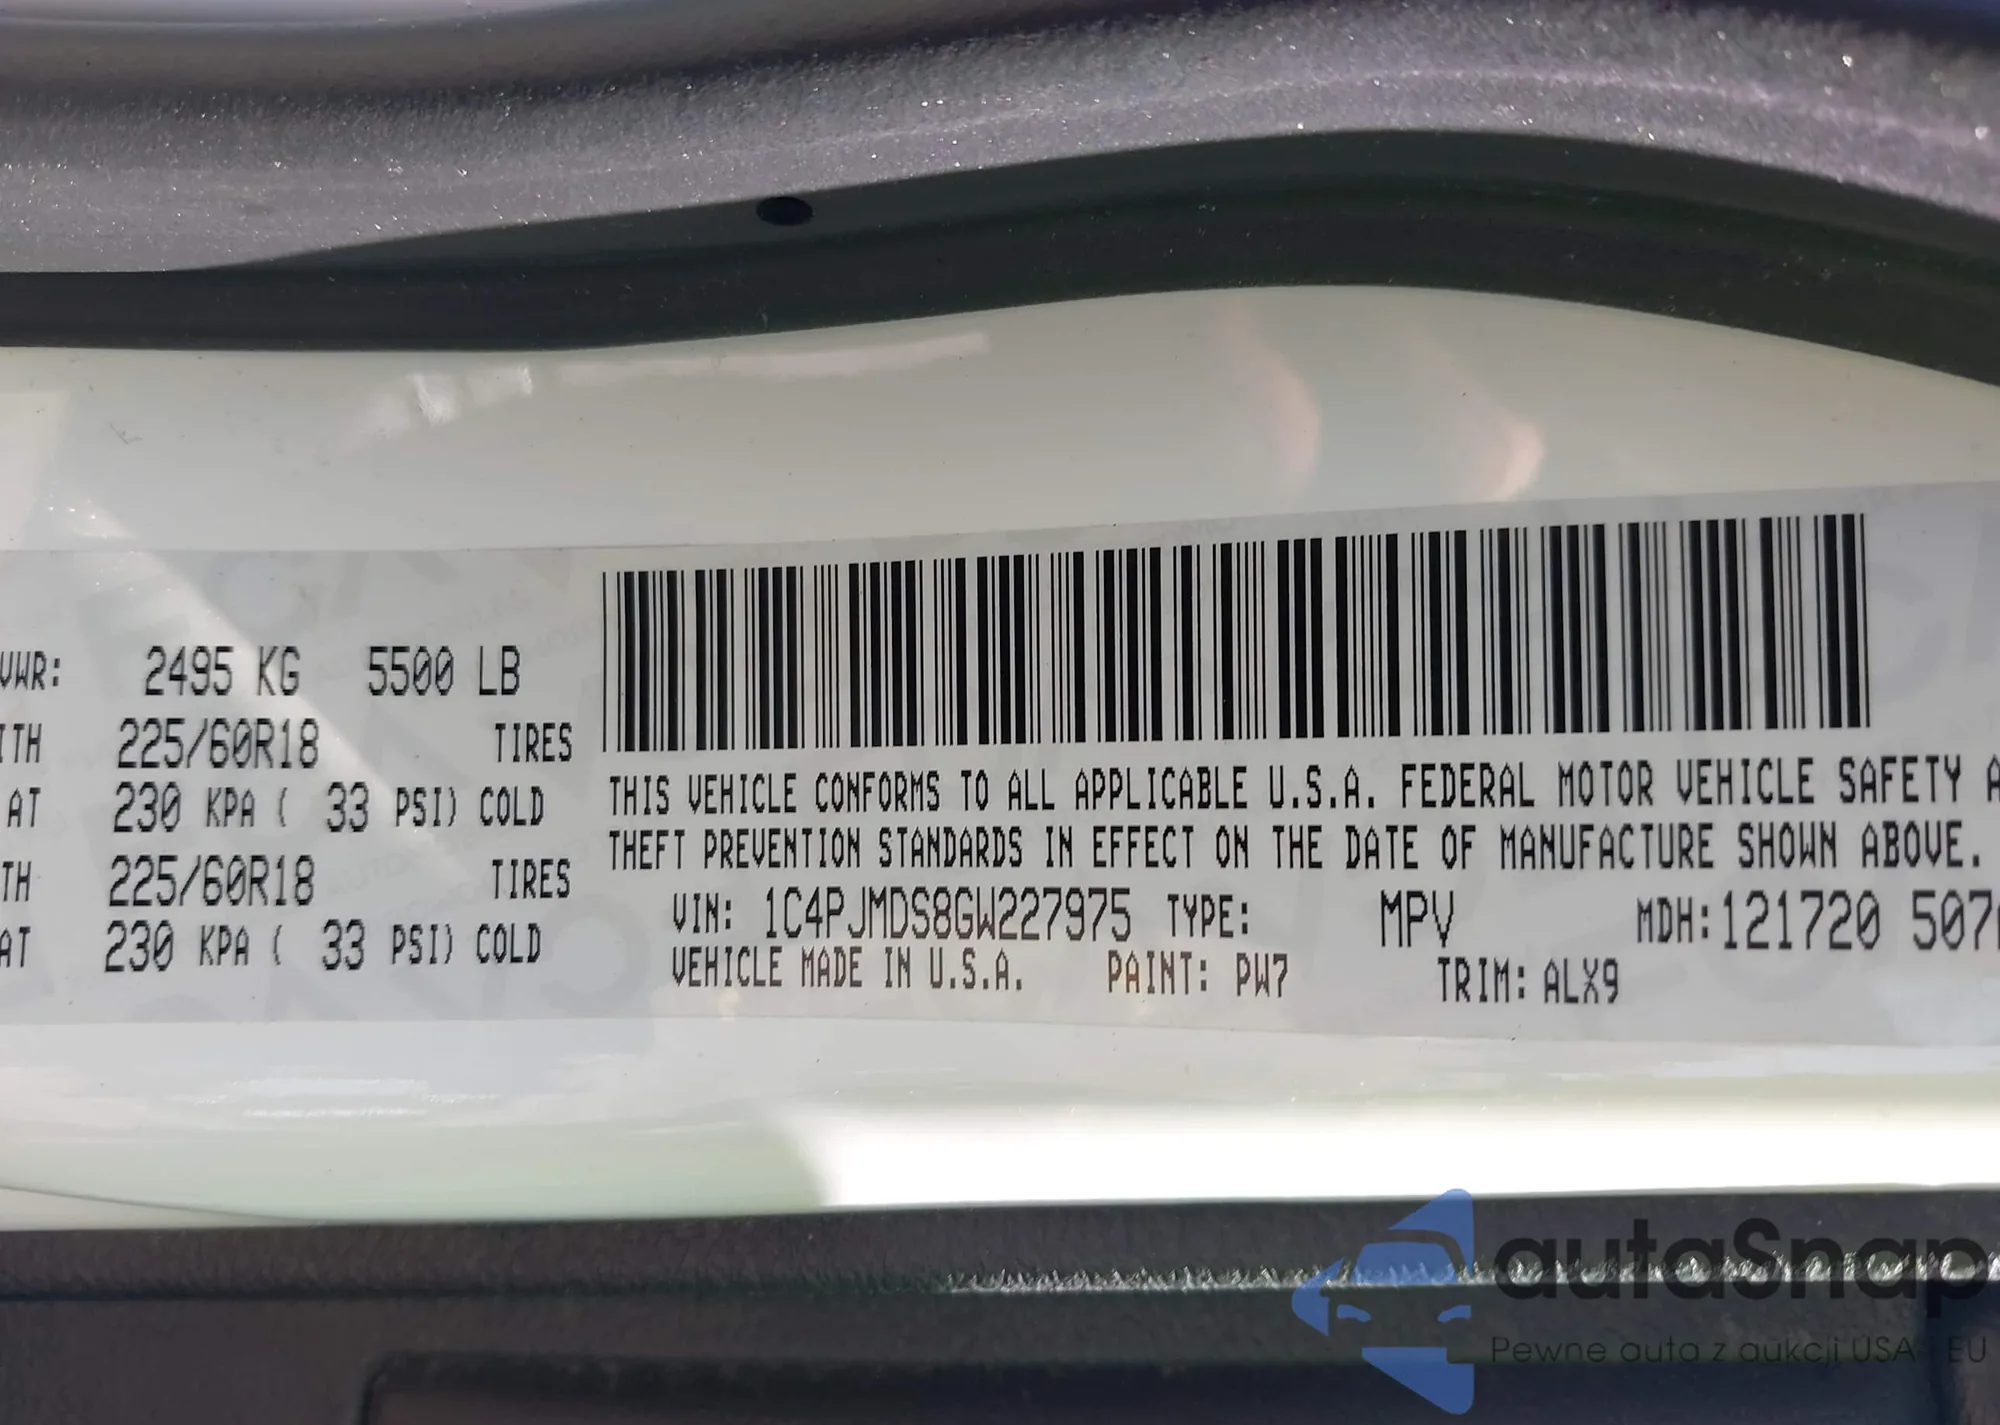 VWR: 2495 KG 5500 LB
ITH 225/60R18 TIRES
AT 230 KPA ( 33 PSI) COLD
TH 225/60R18 TIRES
AT 230 KPA ( 33 PSI) COLD
THIS VEHICLE CONFORMS TO ALL APPLICABLE U.S.A. FEDERAL MOTOR VEHICLE SAFETY A
THEFT PREVENTION STANDARDS IN EFFECT ON THE DATE OF MANUFACTURE SHOWN ABOVE.
VIN: 1C4PJMDS8GW227975 TYPE: MPV MDH: 121720 507
VEHICLE MADE IN U.S.A. PAINT: PW7 TRIM: ALX9
autaSnap
Pewne auta z aukcji USA EU